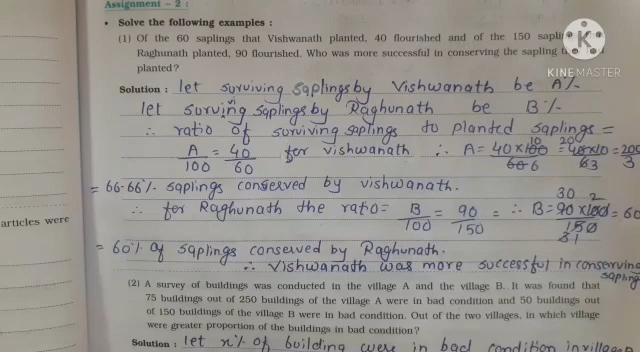 Assignment - 2 :
• Solve the following examples :
(1) Of the 60 saplings that Vishwanath planted, 40 flourished and of the 150 sapl
Raghunath planted, 90 flourished. Who was more successful in conserving the sapling
planted?
KINEMASTER
Solution : let surviving saplings by Vishwanath be A%
let surving saplings by Raghunath be B%
∴ ratio of surviving saplings to planted saplings =
A/100 = 40/60 for vishwanath ∴ A = 40×100/60 = 40×10/6 = 200/3
= 66.66% saplings conserved by vishwanath.
∴ for Raghunath the ratio = B/100 = 90/150 = ∴ B = 90×100/150 = 60
= 60% of saplings conserved by Raghunath.
∴ Vishwanath was more successful in conserving
saplings
articles were
(2) A survey of buildings was conducted in the village A and the village B. It was found that
75 buildings out of 250 buildings of the village A were in bad condition and 50 buildings
out of 150 buildings of the village B were in bad condition. Out of the two villages, in which
village were greater proportion of the buildings in bad condition?
Solution : let x% of building were in bad condition in village